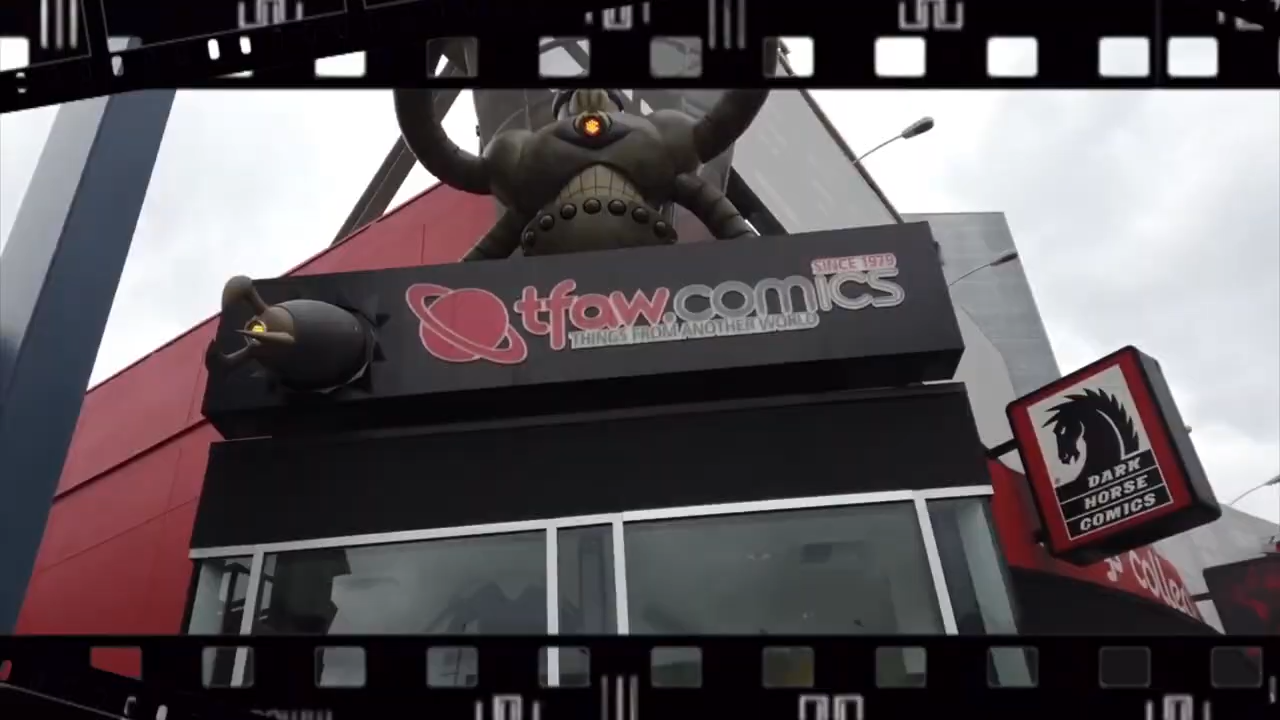 SINCE 1979
tfaw.comics
THINGS FROM ANOTHER WORLD
DARK
HORSE
COMICS